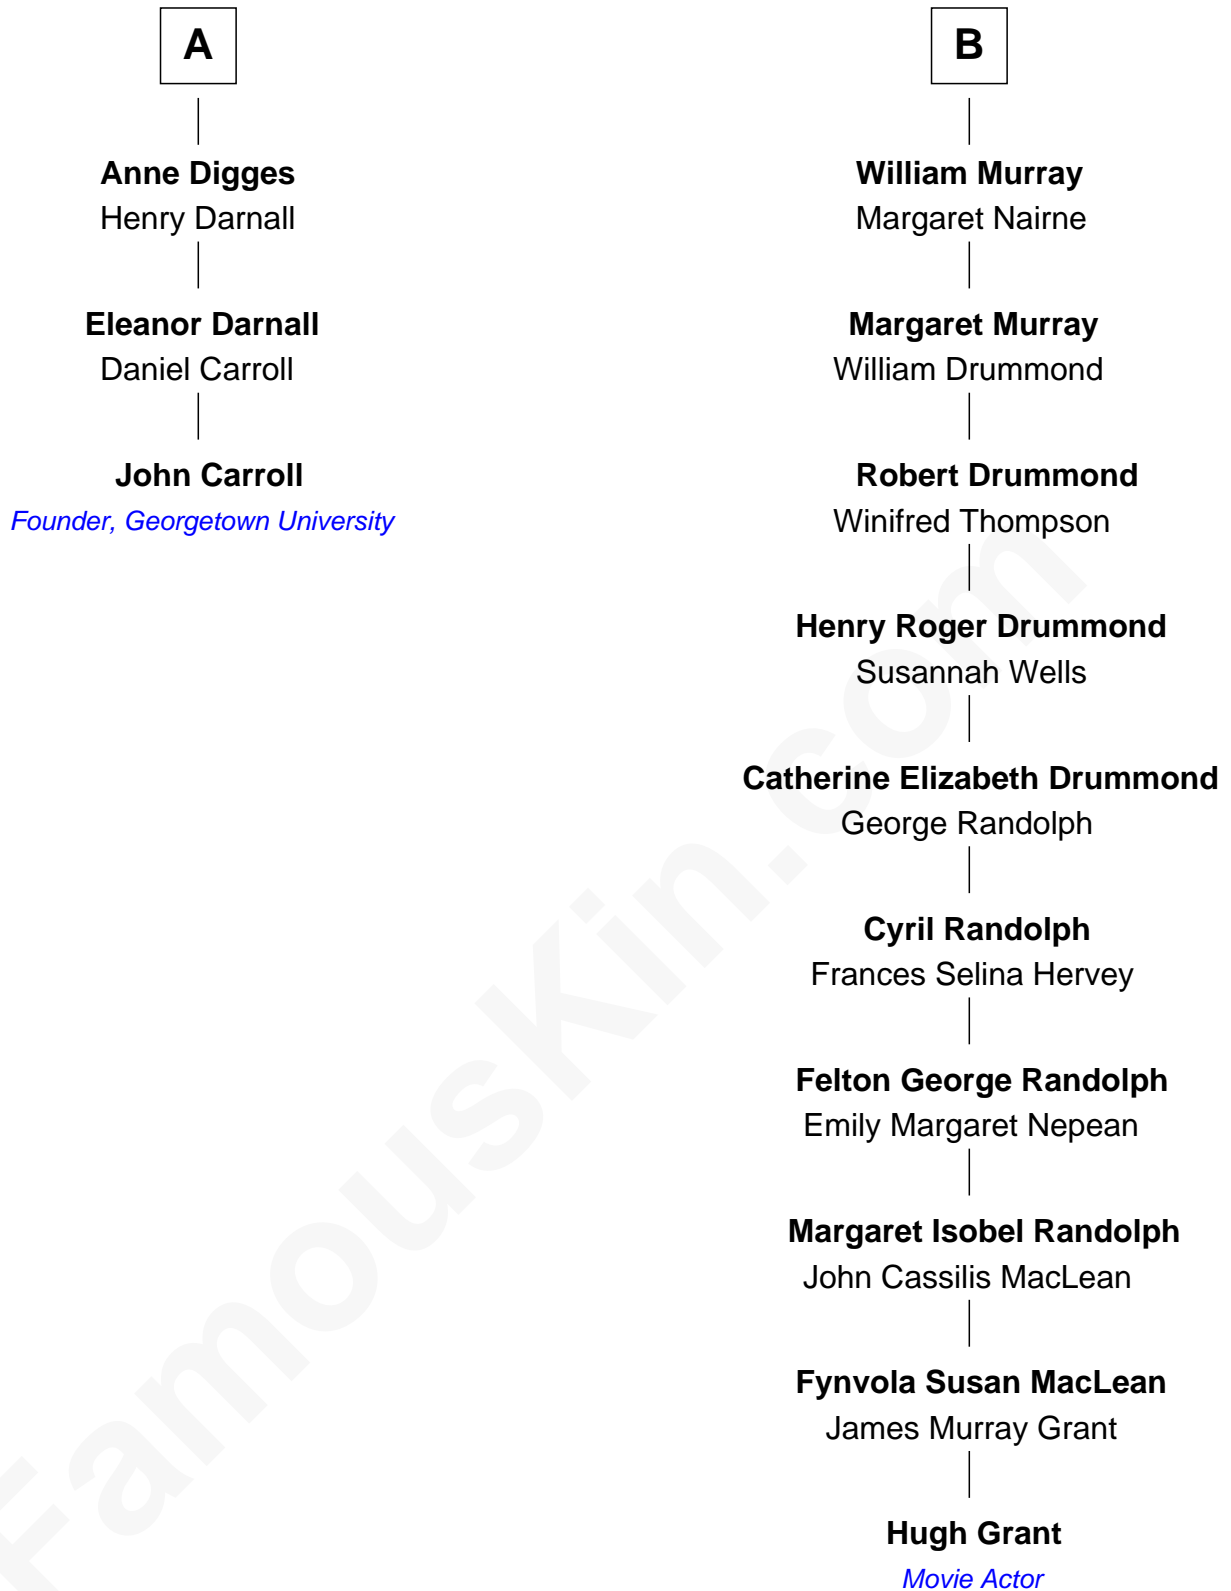 A
Anne Digges
Henry Darnall
Eleanor Darnall
Daniel Carroll
John Carroll
Founder, Georgetown University
B
William Murray
Margaret Nairne
Margaret Murray
William Drummond
Robert Drummond
Winifred Thompson
Henry Roger Drummond
Susannah Wells
Catherine Elizabeth Drummond
George Randolph
Cyril Randolph
Frances Selina Hervey
Felton George Randolph
Emily Margaret Nepean
Margaret Isobel Randolph
John Cassilis MacLean
Fynvola Susan MacLean
James Murray Grant
Hugh Grant
Movie Actor
FamousKin.com